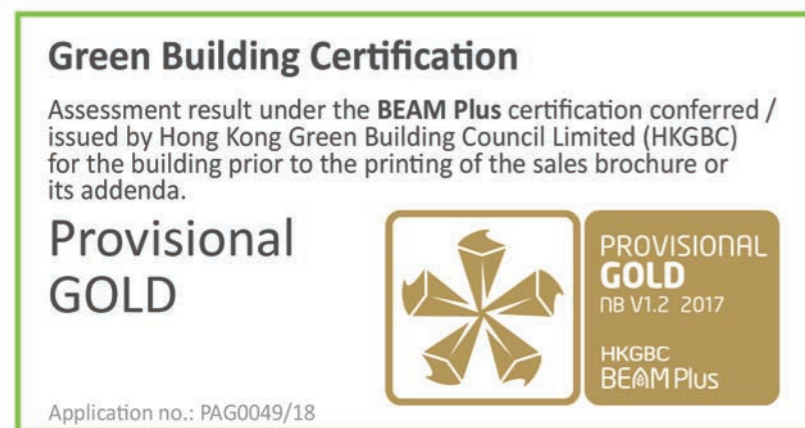 Green Building Certification
Assessment result under the BEAM Plus certification conferred /
issued by Hong Kong Green Building Council Limited (HKGBC)
for the building prior to the printing of the sales brochure or
its addenda.
Provisional
GOLD
PROVISIONAL
GOLD
NB V1.2 2017
HKGBC
BEAM Plus
Application no.: PAG0049/18